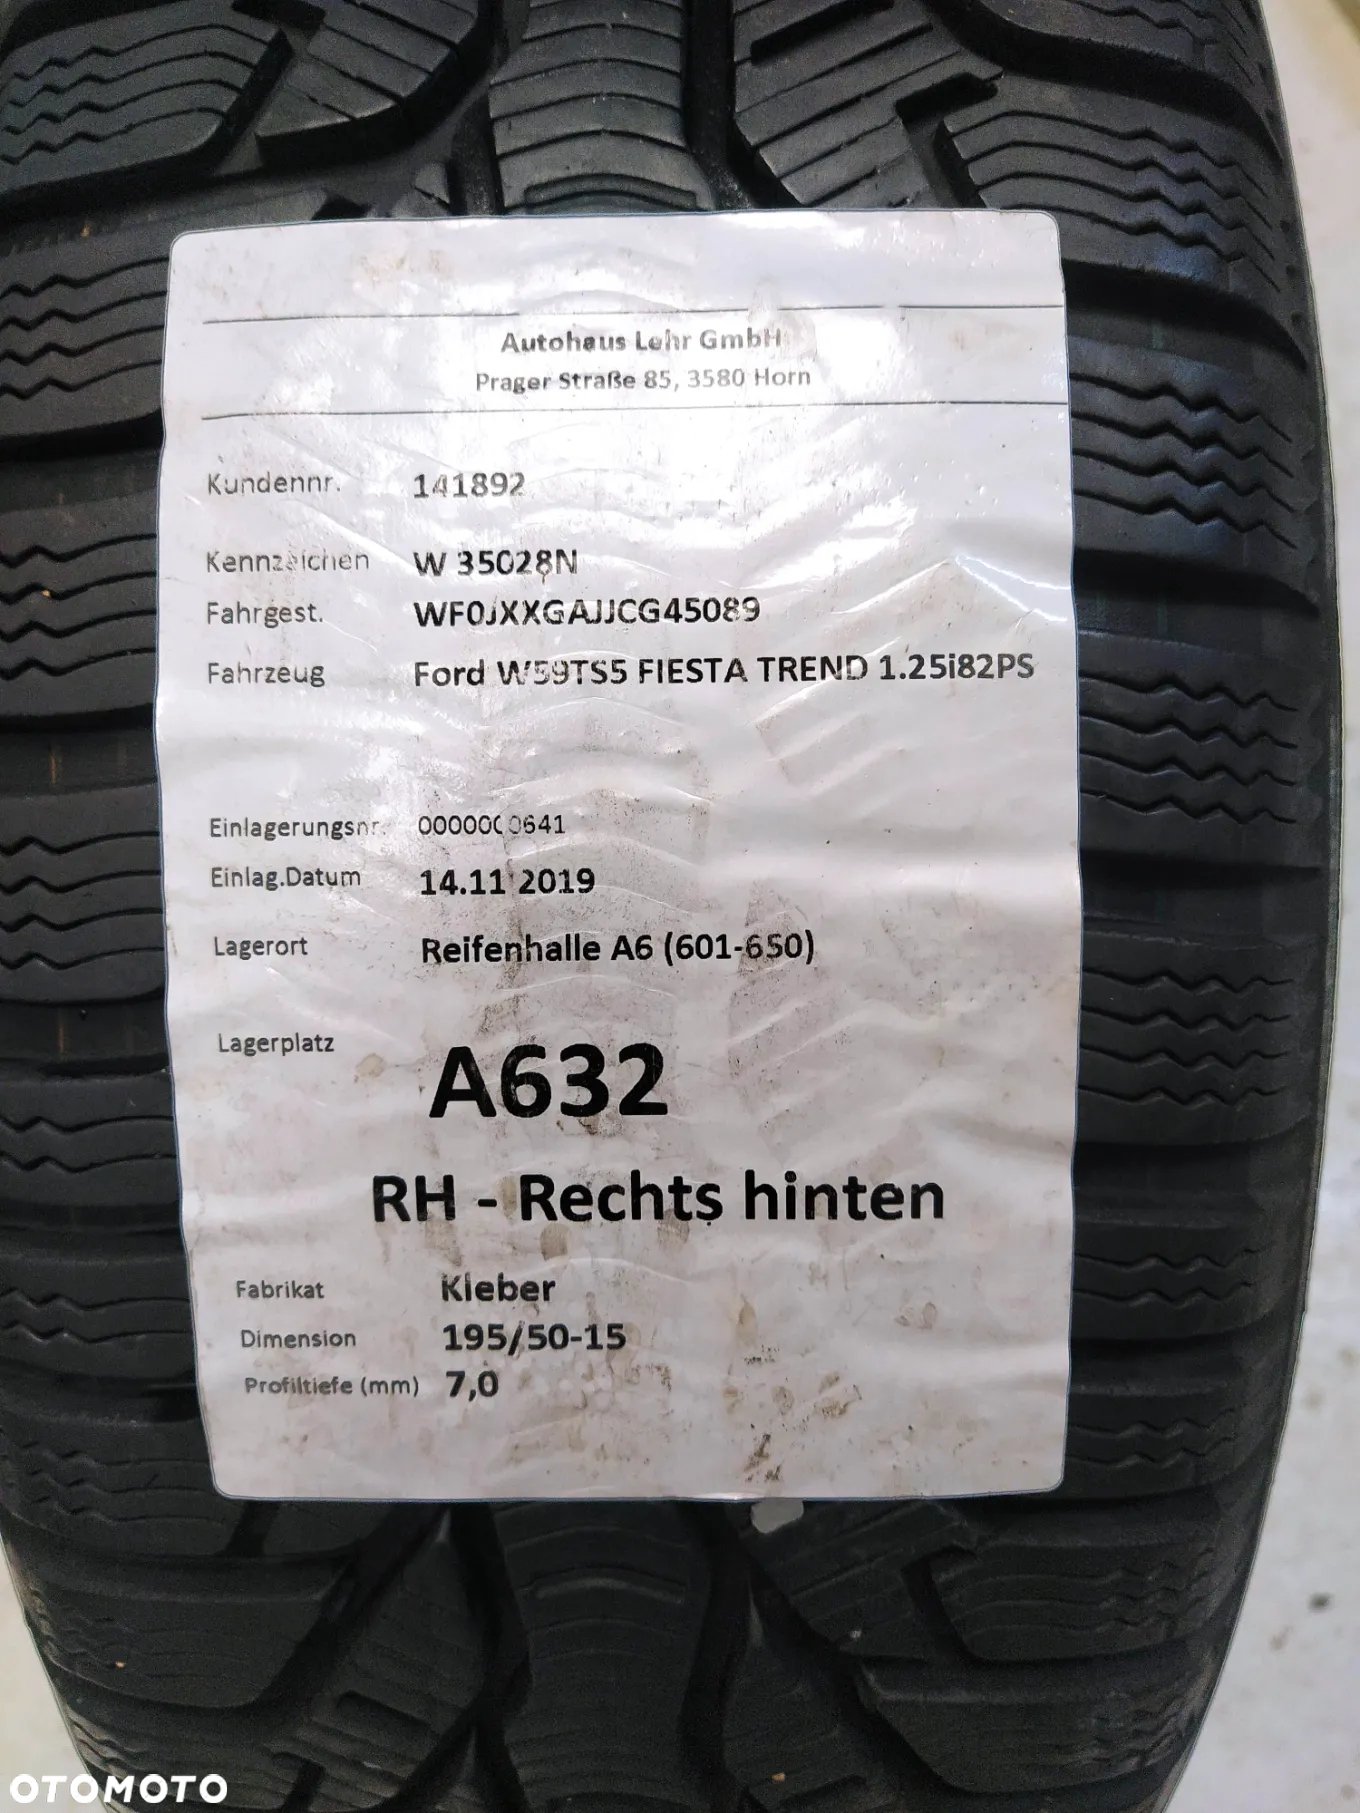 Autohaus Lehr GmbH
Prager Straße 85, 3580 Horn
Kundennr. 141892
Kennzeichen W 35028N
Fahrgest. WF0JXXGAJJCG45089
Fahrzeug Ford W59TS5 FIESTA TREND 1.25i82PS
Einlagerungsnr. 0000000641
Einlag.Datum 14.11 2019
Lagerort Reifenhalle A6 (601-650)
Lagerplatz A632
RH - Rechts hinten
Fabrikat Kleber
Dimension 195/50-15
Profiltiefe (mm) 7,0
OTOMOTO